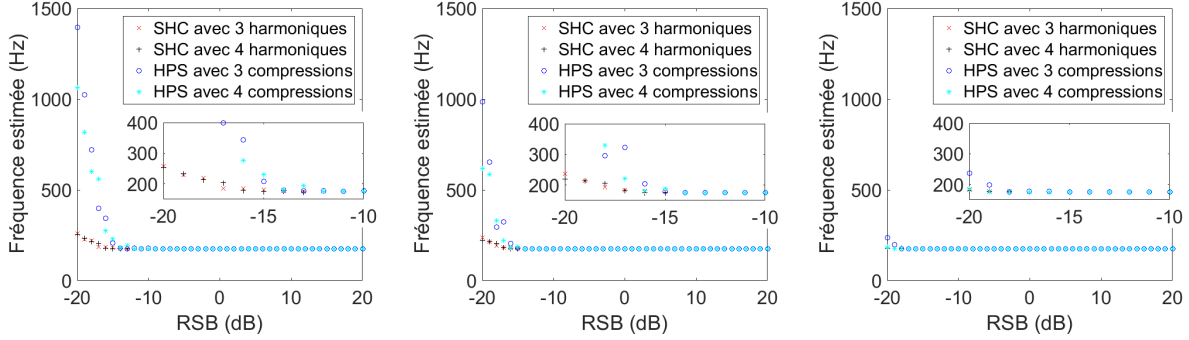 1500
1000
500
0
Fréquence estimée (Hz)
SHC avec 3 harmoniques
SHC avec 4 harmoniques
HPS avec 3 compressions
HPS avec 4 compressions
400
300
200
-20 -15 -10
-20 -10 0 10 20
RSB (dB)
1500
1000
500
0
Fréquence estimée (Hz)
SHC avec 3 harmoniques
SHC avec 4 harmoniques
HPS avec 3 compressions
HPS avec 4 compressions
400
300
200
-20 -15 -10
-20 -10 0 10 20
RSB (dB)
1500
1000
500
0
Fréquence estimée (Hz)
SHC avec 3 harmoniques
SHC avec 4 harmoniques
HPS avec 3 compressions
HPS avec 4 compressions
400
300
200
-20 -15 -10
-20 -10 0 10 20
RSB (dB)